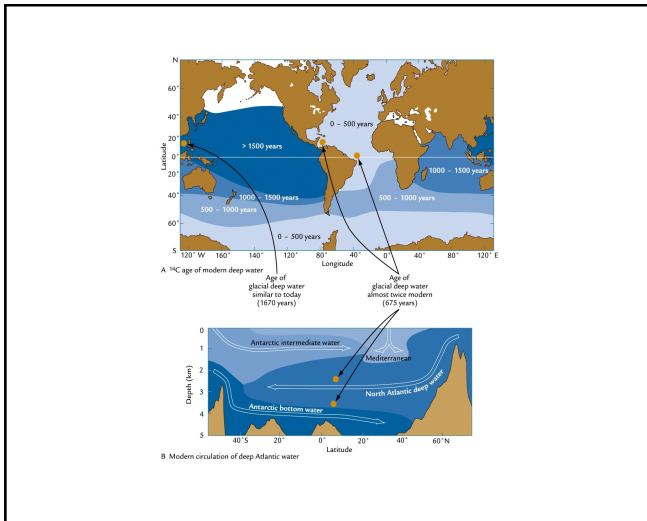 N
60°
40°
20°
0°
20°
40°
60°
S
Latitude
0 – 500 years
> 1500 years
1000 – 1500 years
1000 – 1500 years
500 – 1000 years
500 – 1000 years
0 – 500 years
120° W 160° 160° 120° 80° 40° 0° 40° 80° 120° E
Longitude
A ¹⁴C age of modern deep water
Age of
glacial deep water
similar to today
(1670 years)
Age of
glacial deep water
almost twice modern
(675 years)
0
1
2
3
4
5
Depth (km)
Antarctic intermediate water
Mediterranean
North Atlantic deep water
Antarctic bottom water
40°S 20° 0° 20° 40° 60°N
Latitude
B Modern circulation of deep Atlantic water